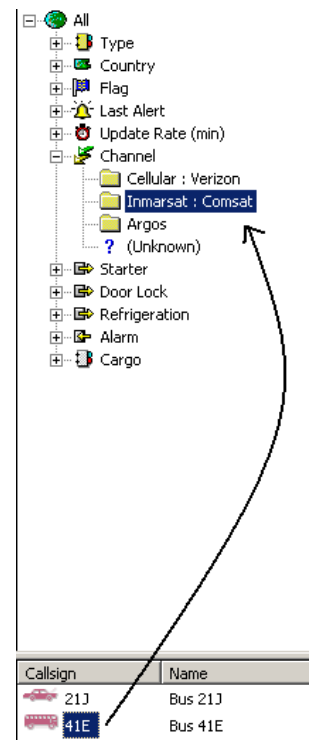 All
Type
Country
Flag
Last Alert
Update Rate (min)
Channel
Cellular : Verizon
Inmarsat : Comsat
Argos
? (Unknown)
Starter
Door Lock
Refrigeration
Alarm
Cargo
Callsign Name
21J Bus 21J
41E Bus 41E